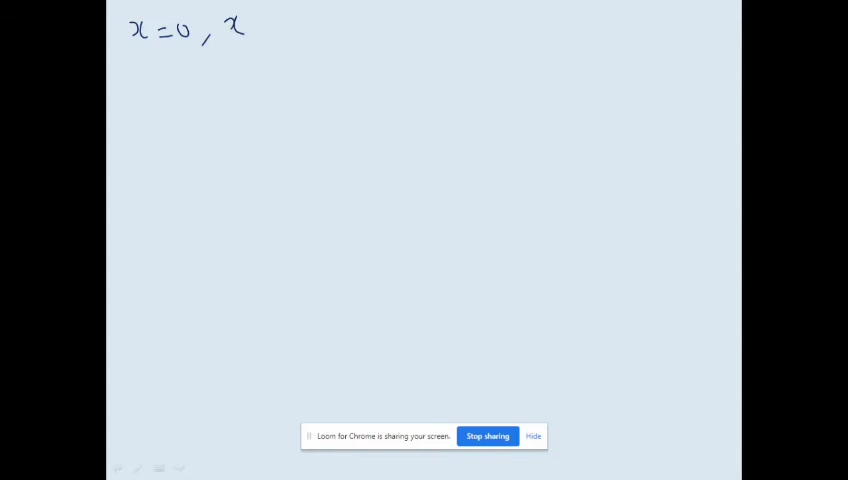 x = 0, x
Loom for Chrome is sharing your screen. Stop sharing Hide